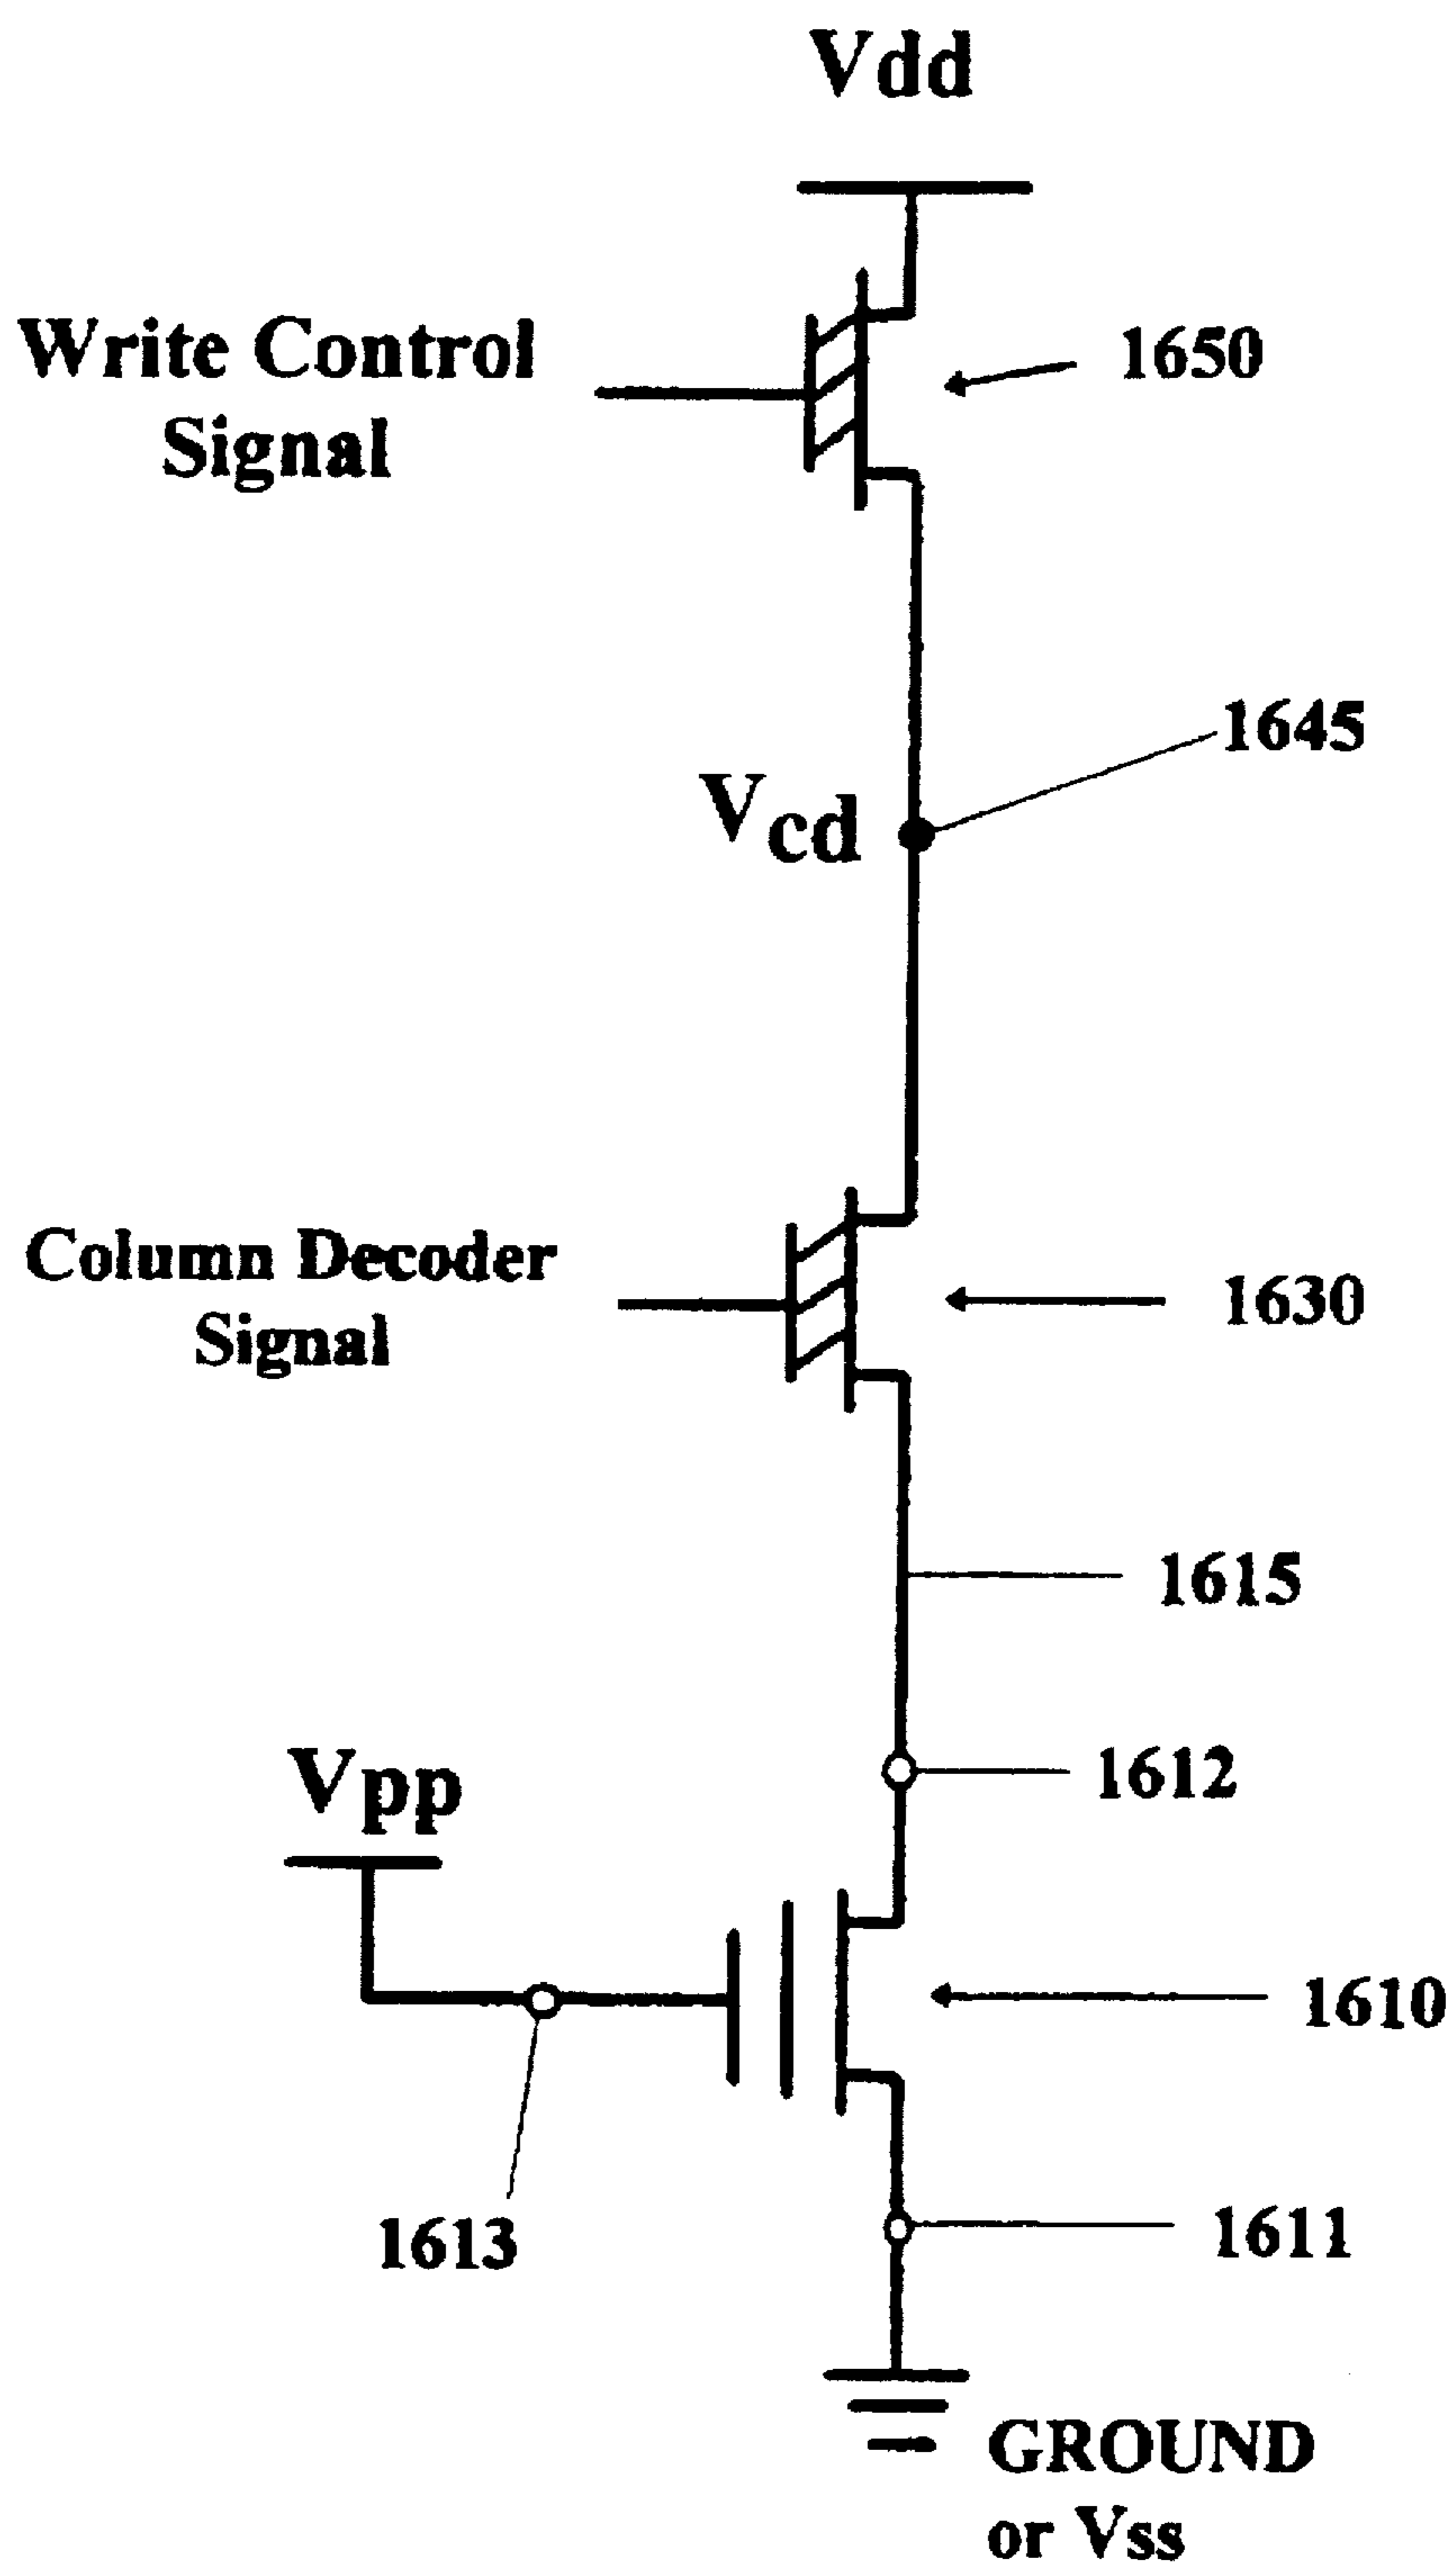 Vdd
Write Control
Signal
1650
1645
Vcd
Column Decoder
Signal
1630
1615
1612
Vpp
1610
1613
1611
GROUND
or Vss